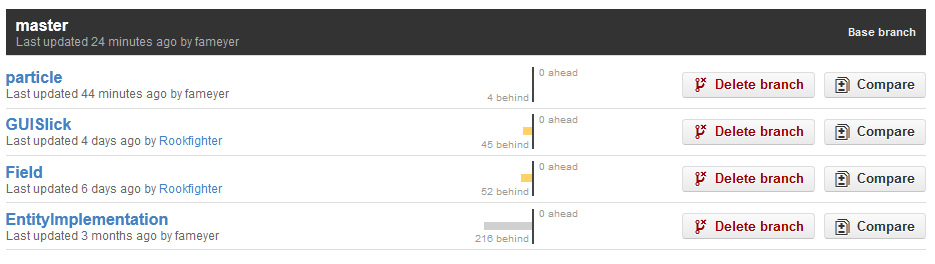 master
Last updated 24 minutes ago by fameyer
Base branch
particle
Last updated 44 minutes ago by fameyer
0 ahead
4 behind
Delete branch
Compare
GUISlick
Last updated 4 days ago by Rookfighter
0 ahead
45 behind
Delete branch
Compare
Field
Last updated 6 days ago by Rookfighter
0 ahead
52 behind
Delete branch
Compare
EntityImplementation
Last updated 3 months ago by fameyer
0 ahead
216 behind
Delete branch
Compare